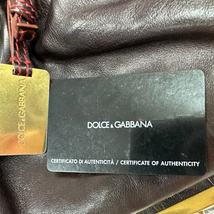 DOLCE & GABBANA
DOLCE & GABBANA
CERTIFICATO DI AUTENTICITÀ / CERTIFICATE OF AUTHENTICITY